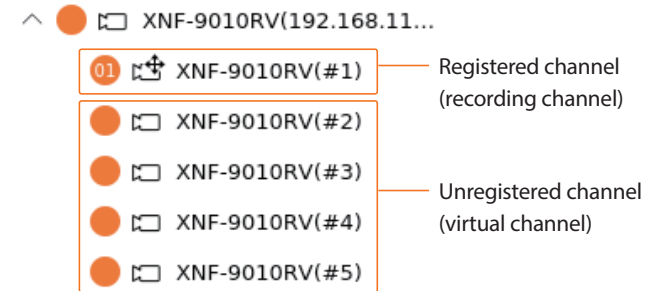 XNF-9010RV(192.168.11...
01 XNF-9010RV(#1)
Registered channel
(recording channel)
XNF-9010RV(#2)
XNF-9010RV(#3)
XNF-9010RV(#4)
XNF-9010RV(#5)
Unregistered channel
(virtual channel)